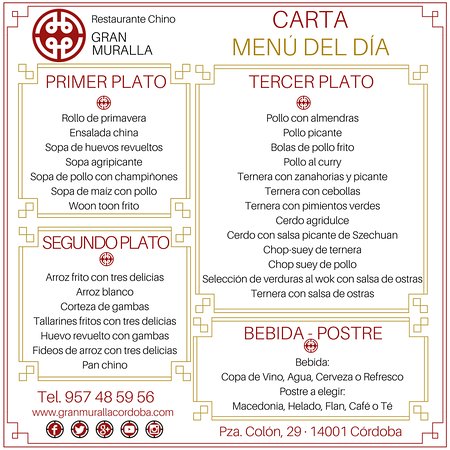 Restaurante Chino
GRAN
MURALLA
CARTA
MENÚ DEL DÍA
PRIMER PLATO
Rollo de primavera
Ensalada china
Sopa de huevos revueltos
Sopa agripicante
Sopa de pollo con champiñones
Sopa de maiz con pollo
Woon toon frito
SEGUNDO PLATO
Arroz frito con tres delicias
Arroz blanco
Corteza de gambas
Tallarines fritos con tres delicias
Huevo revuelto con gambas
Fideos de arroz con tres delicias
Pan chino
TERCER PLATO
Pollo con almendras
Pollo picante
Bolas de pollo frito
Pollo al curry
Ternera con zanahorias y picante
Ternera con cebollas
Ternera con pimientos verdes
Cerdo agridulce
Cerdo con salsa picante de Szechuan
Chop-suey de ternera
Chop suey de pollo
Selección de verduras al wok con salsa de ostras
Ternera con salsa de ostras
BEBIDA - POSTRE
Bebida:
Copa de Vino, Agua, Cerveza o Refresco
Postre a elegir:
Macedonia, Helado, Flan, Café o Té
Tel. 957 48 59 56
www.granmurallacordoba.com
Pza. Colón, 29 · 14001 Córdoba